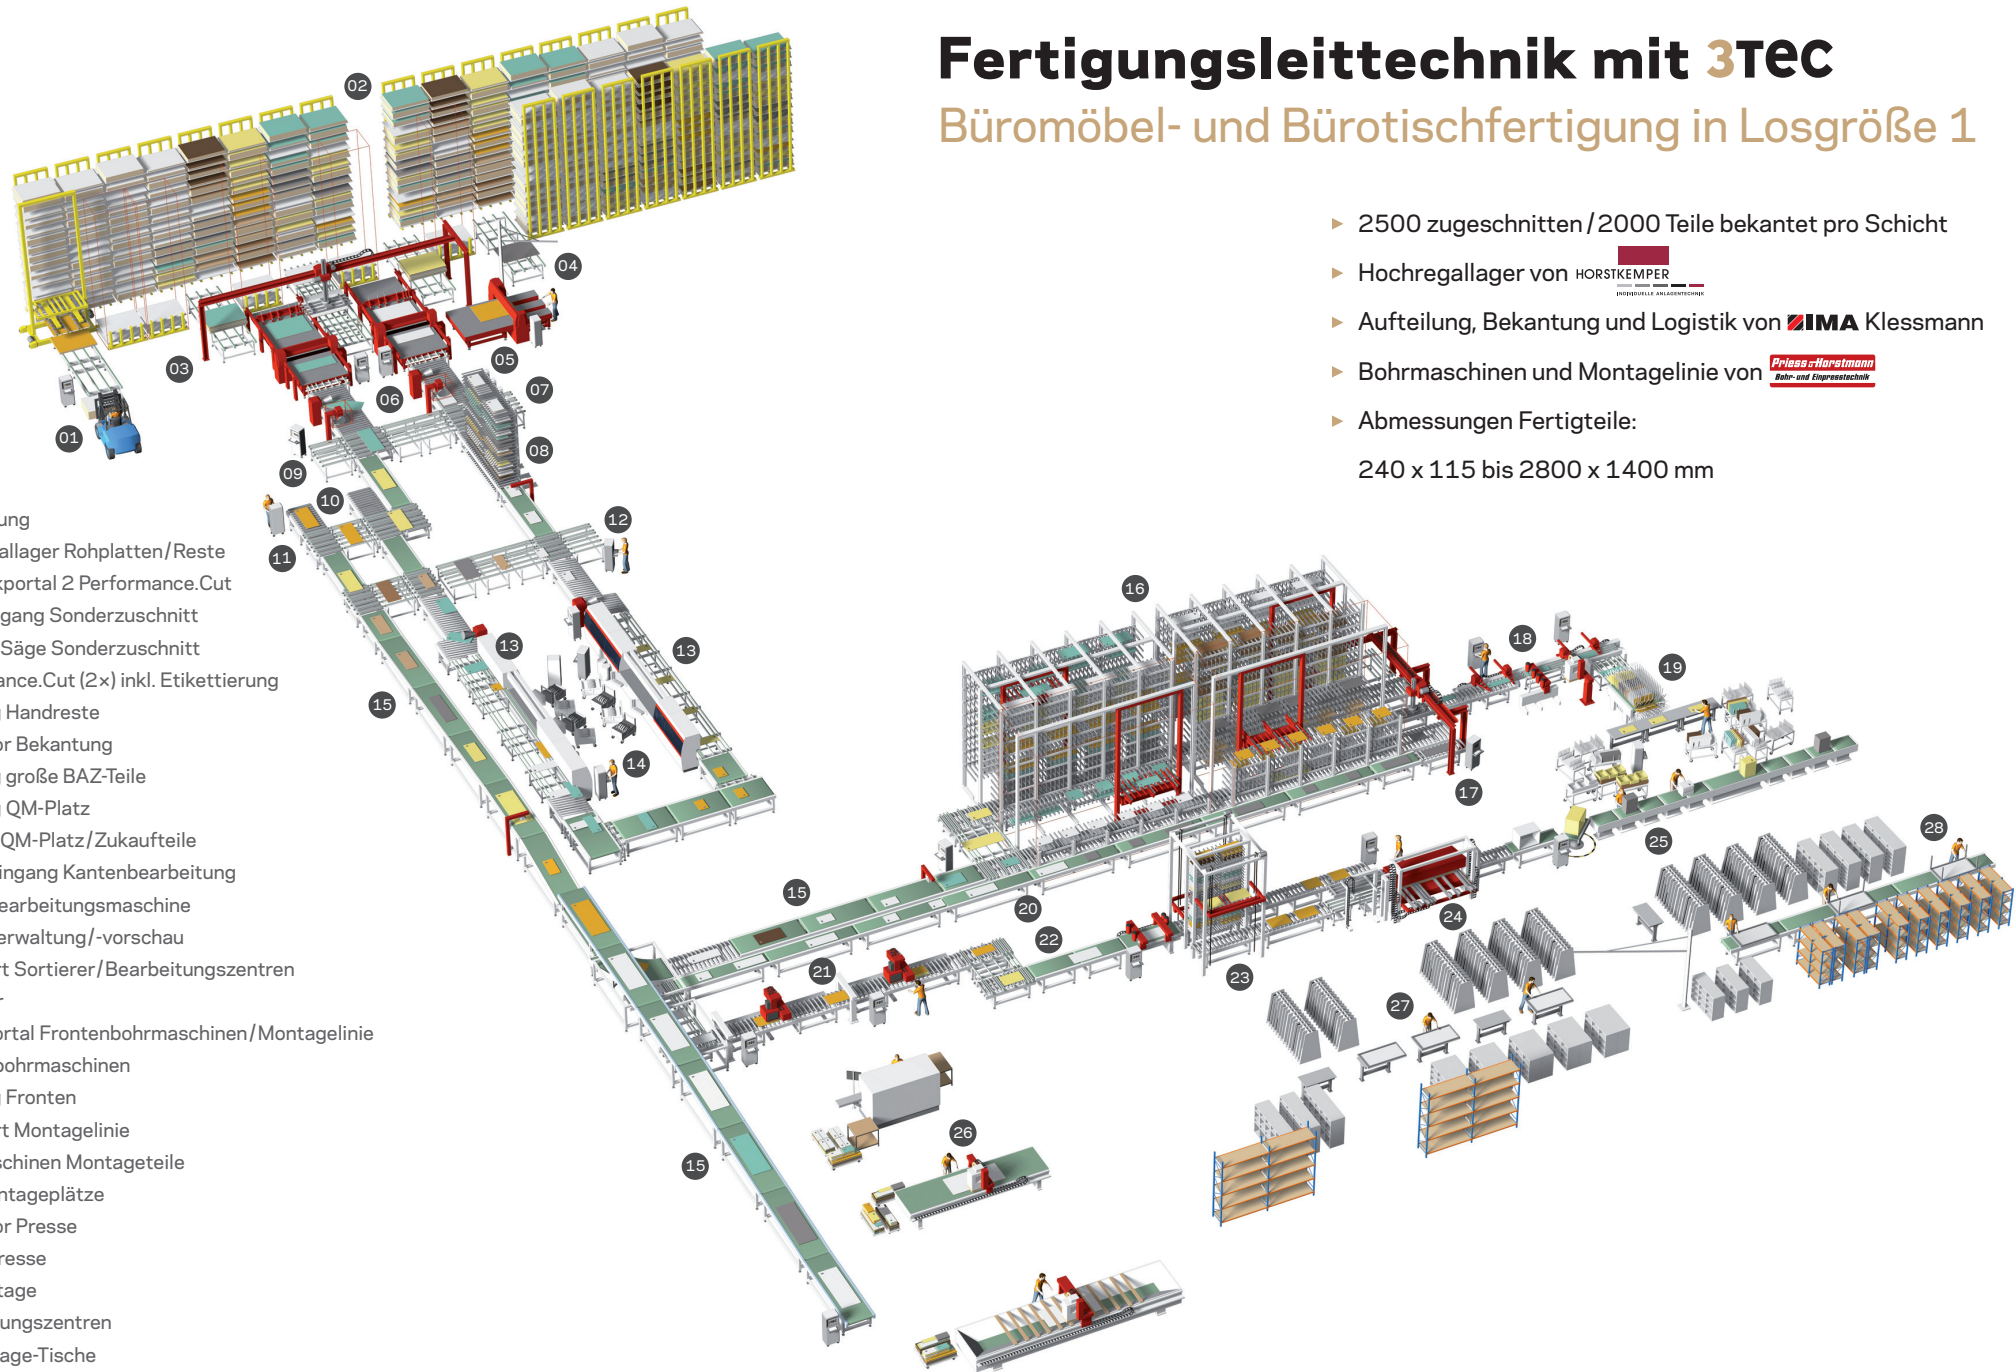 Fertigungsleittechnik mit 3Tec
Büromöbel- und Bürotischfertigung in Losgröße 1
▸ 2500 zugeschnitten / 2000 Teile bekantet pro Schicht
▸ Hochregallager von HORSTKEMPER
INDIVIDUELLE ANLAGENTECHNIK
▸ Aufteilung, Bekantung und Logistik von IMA Klessmann
▸ Bohrmaschinen und Montagelinie von Priess + Horstmann
Bohr- und Einpresstechnik
▸ Abmessungen Fertigteile:
240 x 115 bis 2800 x 1400 mm
ung
allager Rohplatten / Reste
kportal 2 Performance.Cut
gang Sonderzuschnitt
Säge Sonderzuschnitt
ance.Cut (2×) inkl. Etikettierung
g Handreste
or Bekantung
g große BAZ-Teile
g QM-Platz
QM-Platz / Zukaufteile
ingang Kantenbearbeitung
earbeitungsmaschine
erwaltung/-vorschau
rt Sortierer / Bearbeitungszentren
r
ortal Frontenbohrmaschinen / Montagelinie
bohrmaschinen
g Fronten
rt Montagelinie
schinen Montageteile
ntageplätze
or Presse
resse
tage
ungszentren
age-Tische
01
02
03
04
05
06
07
08
09
10
11
12
13
13
14
15
15
15
16
17
18
19
20
21
22
23
24
25
26
27
28